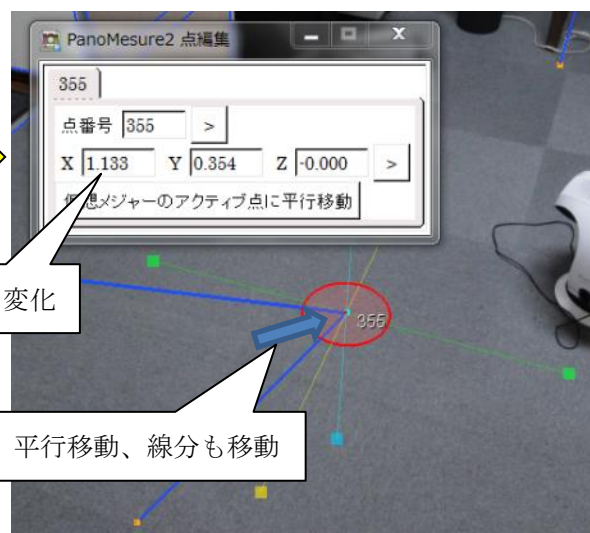 PanoMesure2 点編集
355
点番号 355 >
X 1.133 Y 0.354 Z -0.000 >
仮想メジャーのアクティブ点に平行移動
変化
355
平行移動、線分も移動